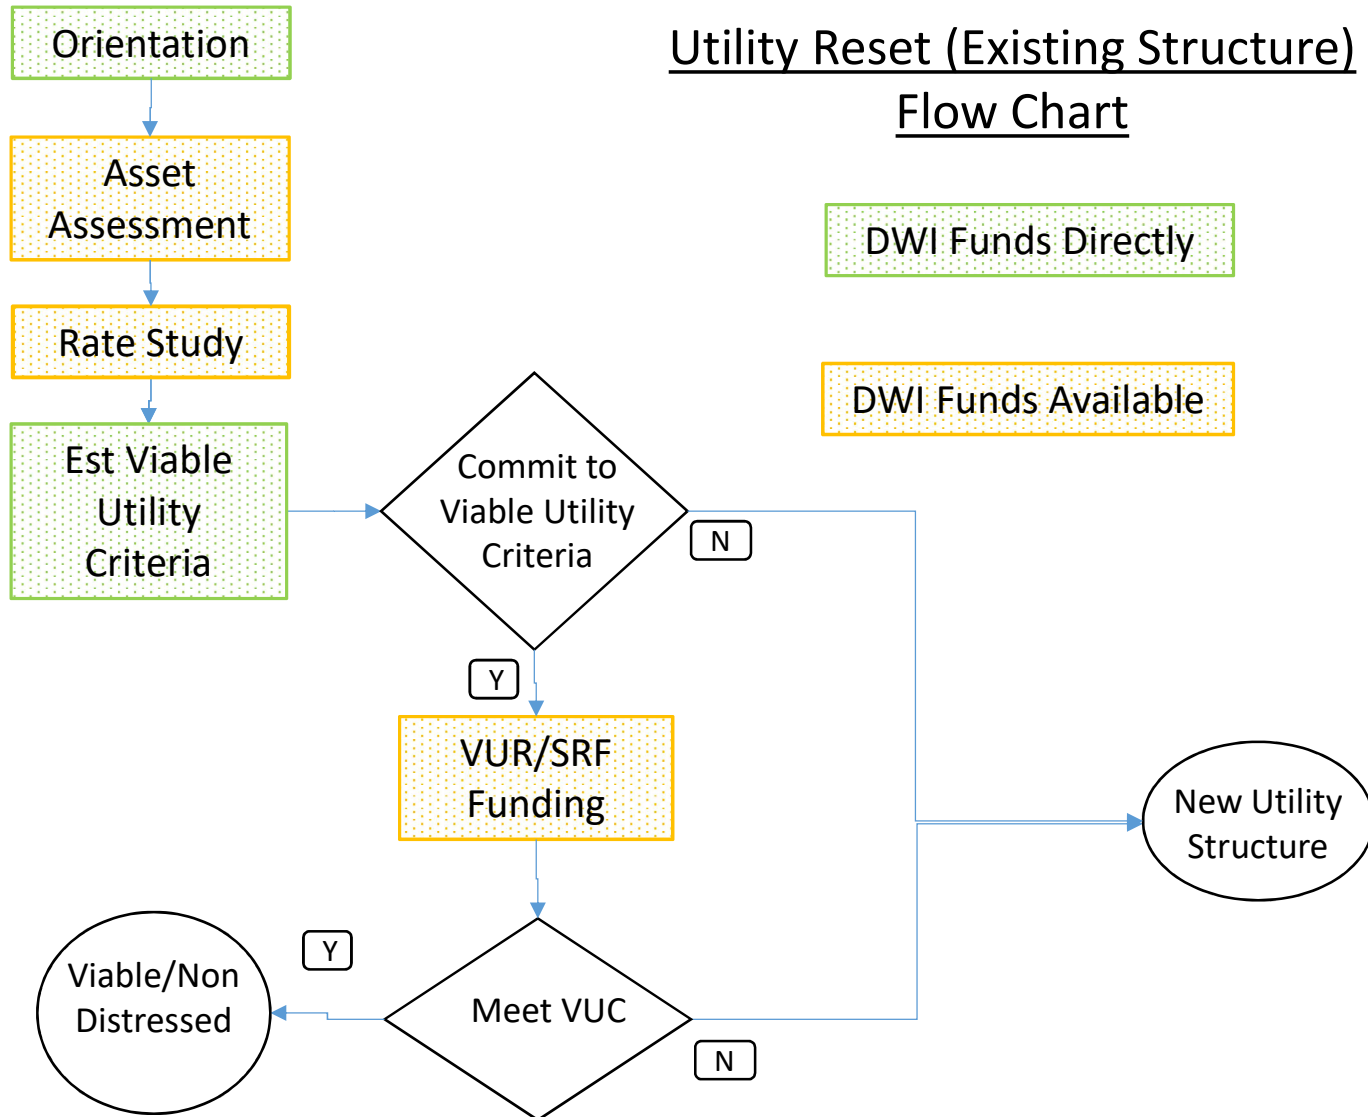 Utility Reset (Existing Structure)
Flow Chart
Orientation
Asset
Assessment
Rate Study
Est Viable
Utility
Criteria
DWI Funds Directly
DWI Funds Available
Commit to
Viable Utility
Criteria
N
Y
VUR/SRF
Funding
New Utility
Structure
Meet VUC
Y
N
Viable/Non
Distressed